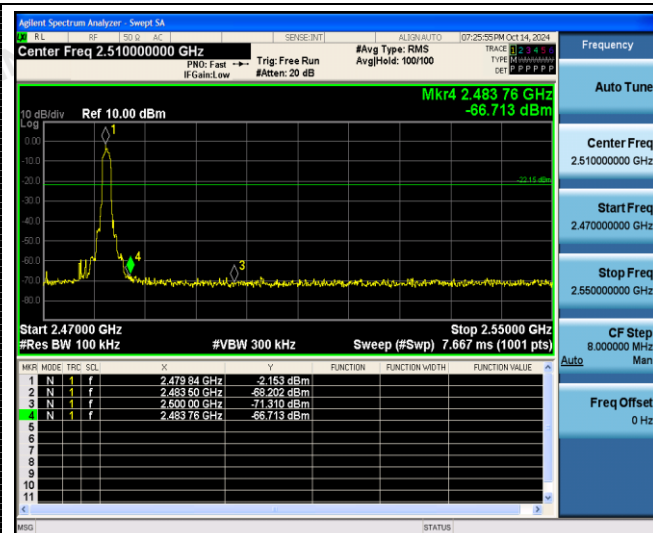 Agilent Spectrum Analyzer - Swept SA
RL RF 50 Ω AC SENSE:INT ALIGN AUTO 07:25:55 PM Oct 14, 2024
Center Freq 2.510000000 GHz #Avg Type: RMS TRACE 1 2 3 4 5 6
PNO: Fast Trig: Free Run Avg|Hold: 100/100 TYPE M
IFGain:Low #Atten: 20 dB DET P P P P P P
Mkr4 2.483 76 GHz
-66.713 dBm
10 dB/div Ref 10.00 dBm
Log
1
0.00
-10.0
-20.0
-22.15 dBm
-30.0
-40.0
-50.0
-60.0
4
3
-70.0
-80.0
Start 2.47000 GHz Stop 2.55000 GHz
#Res BW 100 kHz #VBW 300 kHz Sweep (#Swp) 7.667 ms (1001 pts)
MKR MODE TRC SCL X Y FUNCTION FUNCTION WIDTH FUNCTION VALUE
1 N 1 f 2.479 84 GHz -2.153 dBm
2 N 1 f 2.483 50 GHz -68.202 dBm
3 N 1 f 2.500 00 GHz -71.310 dBm
4 N 1 f 2.483 76 GHz -66.713 dBm
5
6
7
8
9
10
11
MSG STATUS
Frequency
Auto Tune
Center Freq
2.510000000 GHz
Start Freq
2.470000000 GHz
Stop Freq
2.550000000 GHz
CF Step
8.000000 MHz
Auto Man
Freq Offset
0 Hz